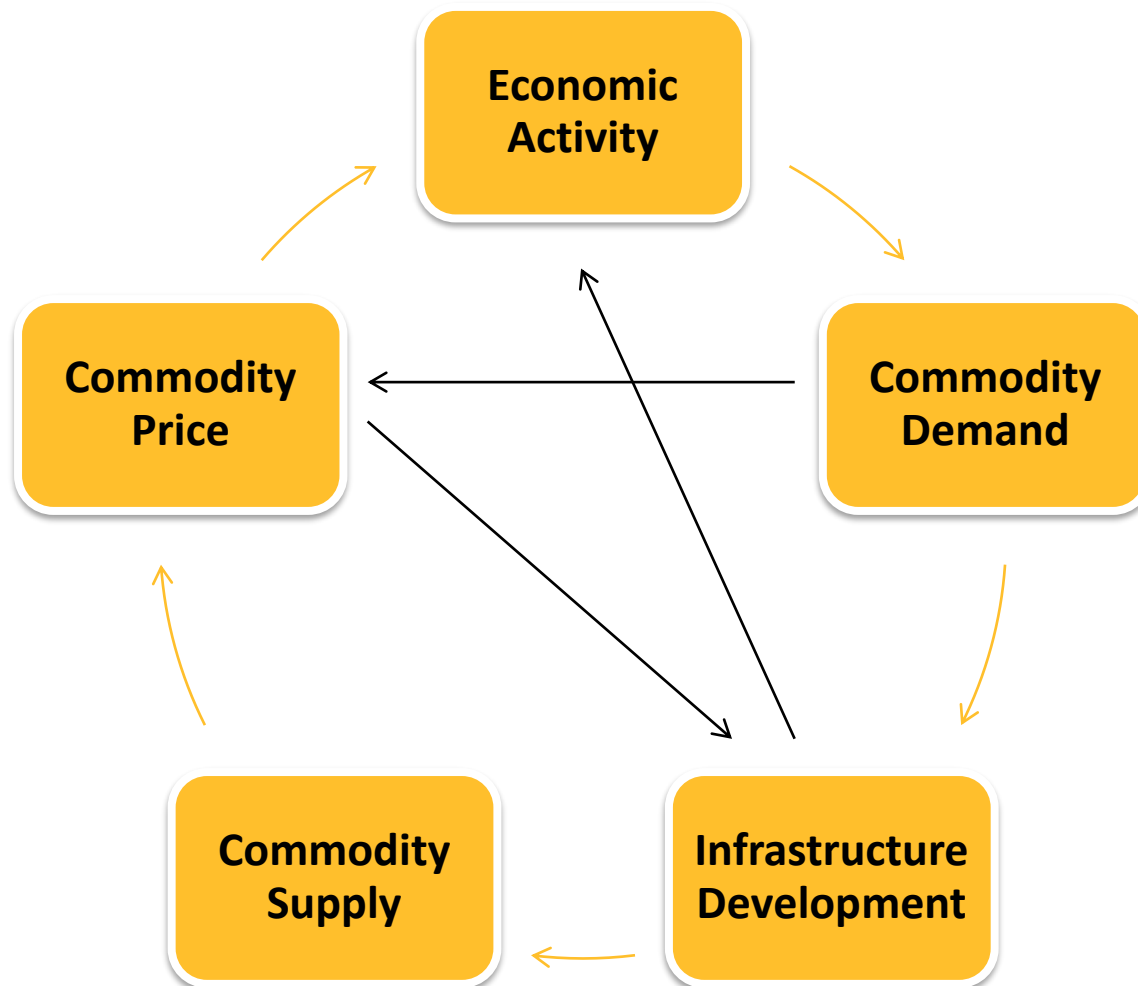 Economic
Activity
Commodity
Price
Commodity
Demand
Commodity
Supply
Infrastructure
Development